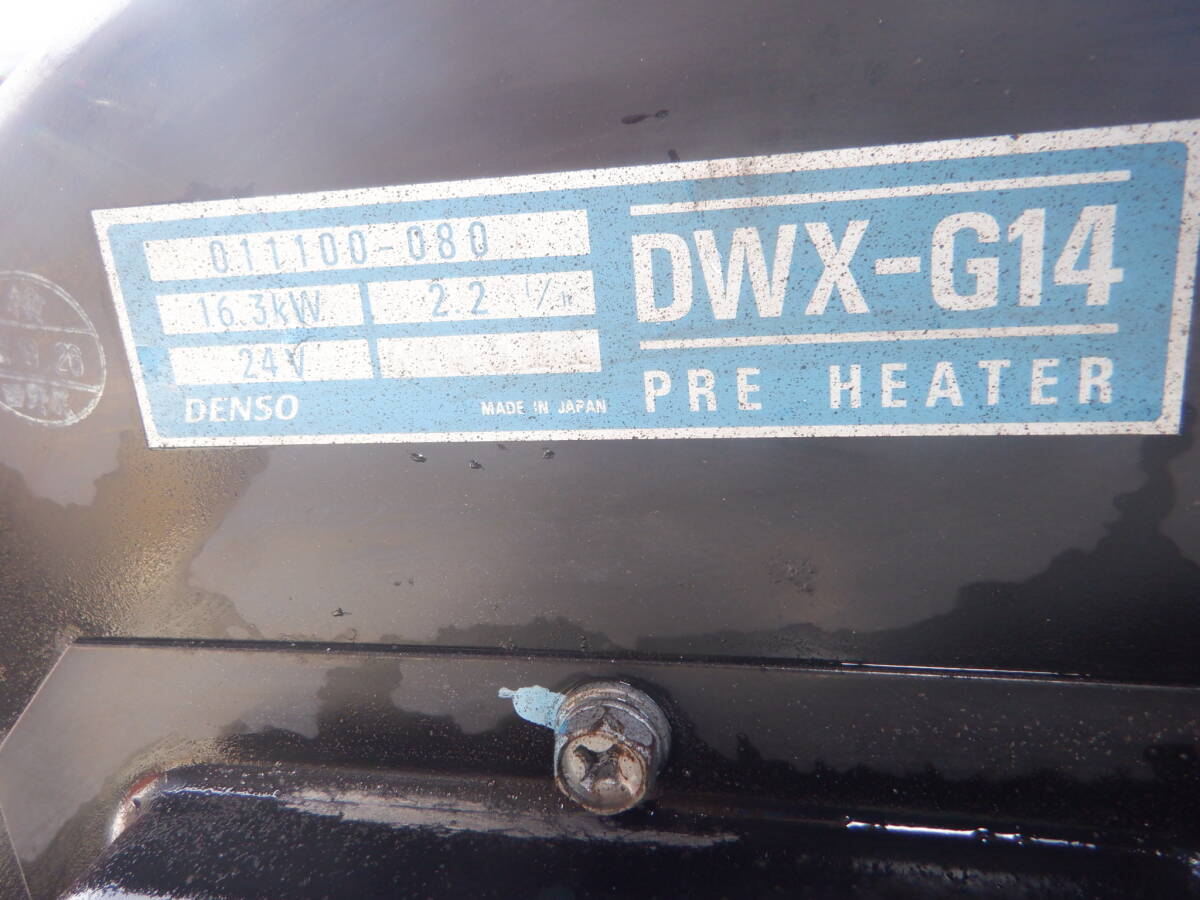 011100-080
16.3kW 2.2 l/H
24V
DENSO MADE IN JAPAN
DWX-G14
PRE HEATER